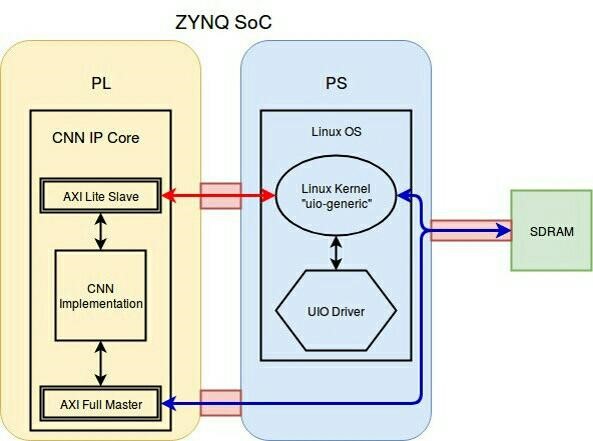 ZYNQ SoC
PL
PS
CNN IP Core
Linux OS
AXI Lite Slave
Linux Kernel
"uio-generic"
SDRAM
CNN
Implementation
UIO Driver
AXI Full Master